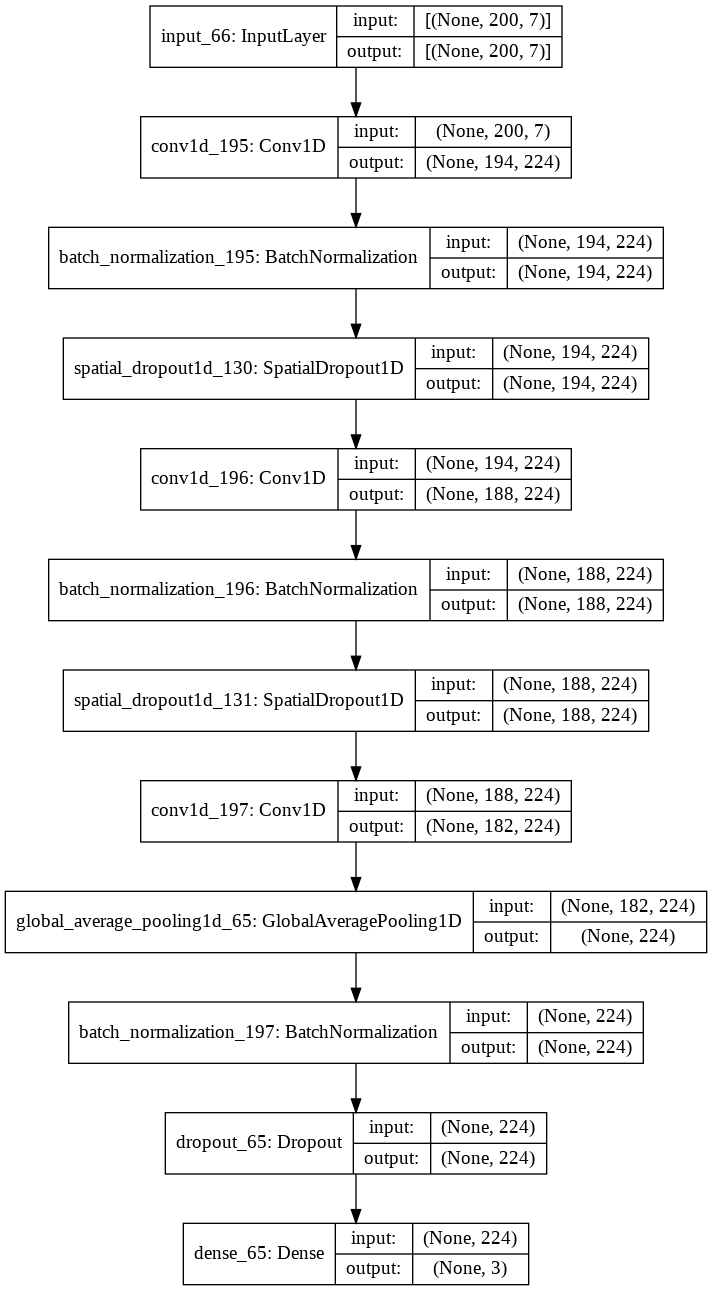 input_66: InputLayer
input: [(None, 200, 7)]
output: [(None, 200, 7)]
conv1d_195: Conv1D
input: (None, 200, 7)
output: (None, 194, 224)
batch_normalization_195: BatchNormalization
input: (None, 194, 224)
output: (None, 194, 224)
spatial_dropout1d_130: SpatialDropout1D
input: (None, 194, 224)
output: (None, 194, 224)
conv1d_196: Conv1D
input: (None, 194, 224)
output: (None, 188, 224)
batch_normalization_196: BatchNormalization
input: (None, 188, 224)
output: (None, 188, 224)
spatial_dropout1d_131: SpatialDropout1D
input: (None, 188, 224)
output: (None, 188, 224)
conv1d_197: Conv1D
input: (None, 188, 224)
output: (None, 182, 224)
global_average_pooling1d_65: GlobalAveragePooling1D
input: (None, 182, 224)
output: (None, 224)
batch_normalization_197: BatchNormalization
input: (None, 224)
output: (None, 224)
dropout_65: Dropout
input: (None, 224)
output: (None, 224)
dense_65: Dense
input: (None, 224)
output: (None, 3)